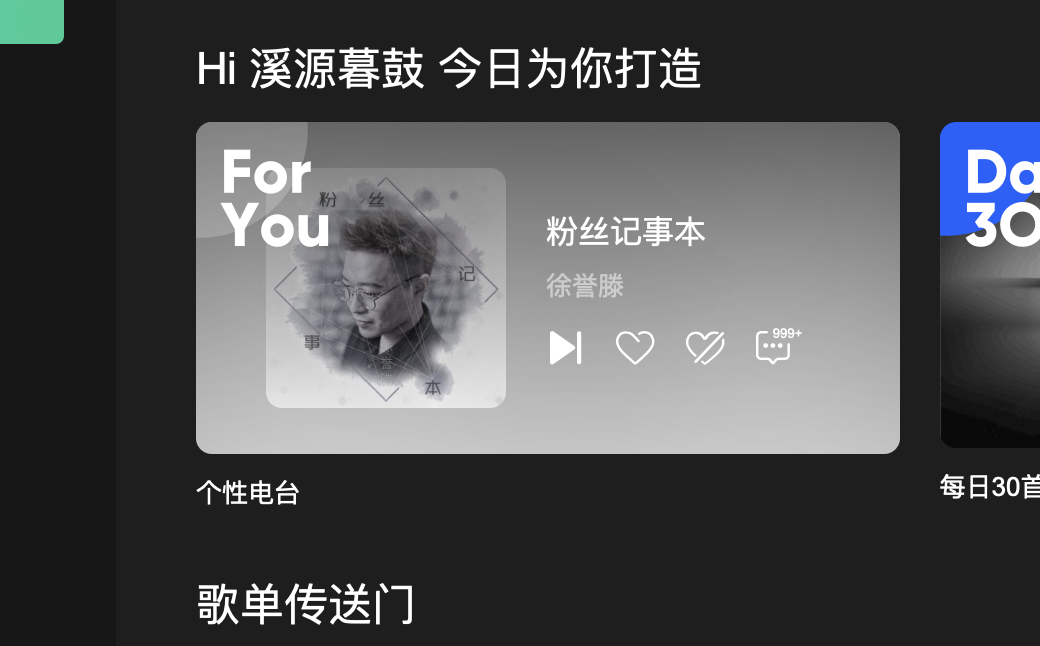 Hi 溪源暮鼓 今日为你打造
For
You
粉 丝
记
事
誉
本
粉丝记事本
徐誉滕
999+
个性电台
Da
30
每日30首
歌单传送门